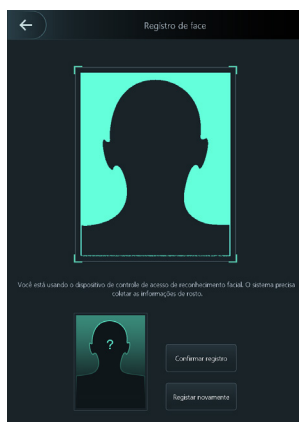 Registro de face
Você está usando o dispositivo de controle de acesso de reconhecimento facial. O sistema precisa
coletar as informações de rosto.
?
Confirmar registro
Registar novamente